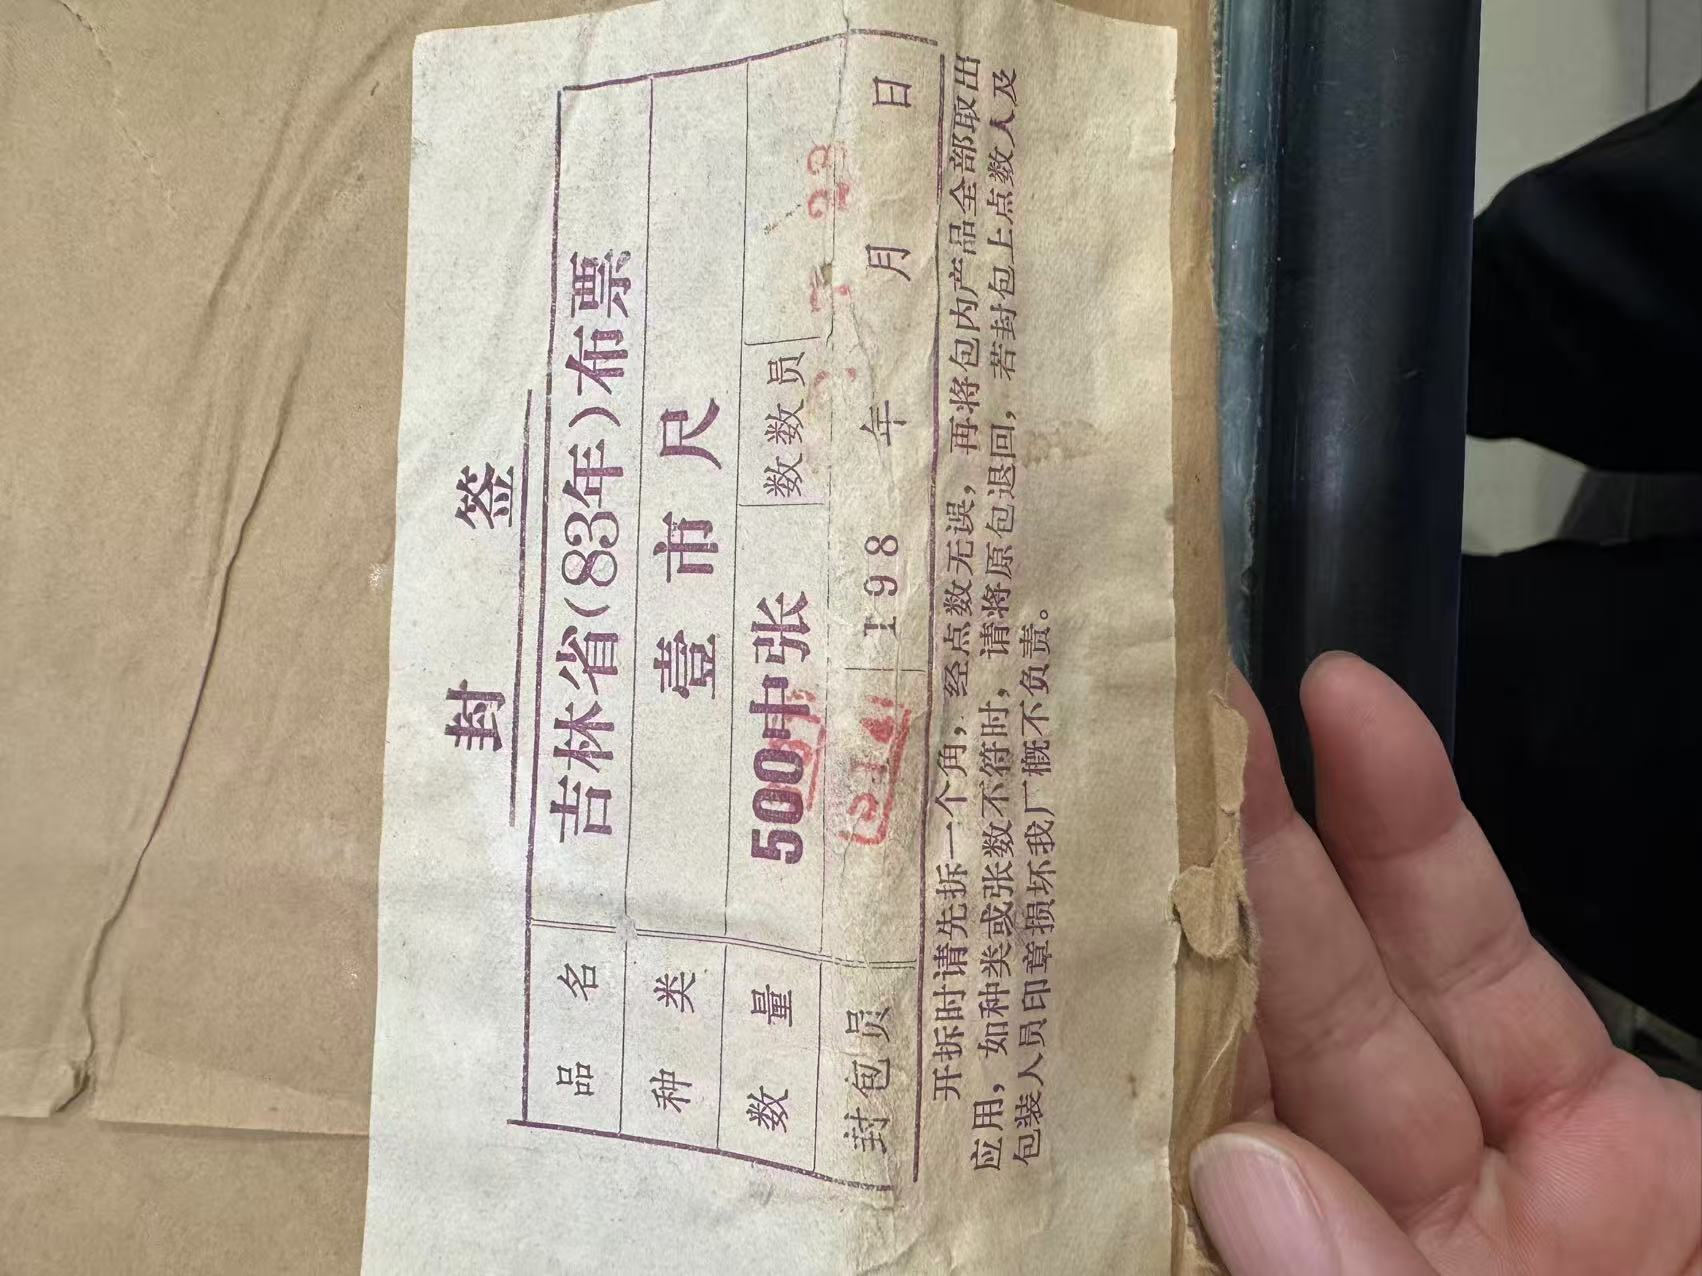 封 签
品 名 吉林省(83年)布票
种 类 壹 市 尺
数 量 500中张 数数员
封包员 198 年 月 日
开拆时请先拆一个角，经点数无误，再将包内产品全部取出
应用，如种类或张数不符时，请将原包退回，若封包上点数人及
包装人员印章损坏我厂概不负责。